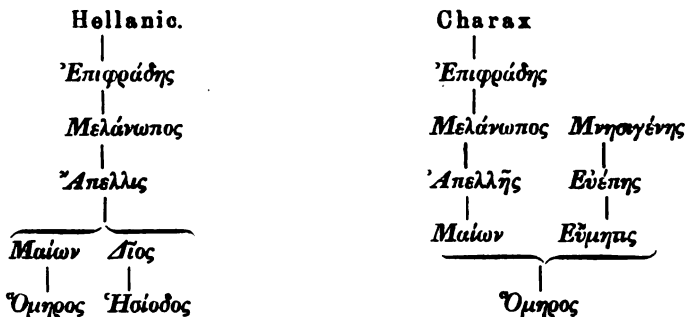 Hellanic. Charax
Ἐπιφράδης Ἐπιφράδης
Μελάνωπος Μελάνωπος Μνησιγένης
Ἄπελλις Ἀπελλῆς Εὐέπης
Μαίων Δῖος Μαίων Εὔμητις
Ὅμηρος Ἡσίοδος Ὅμηρος